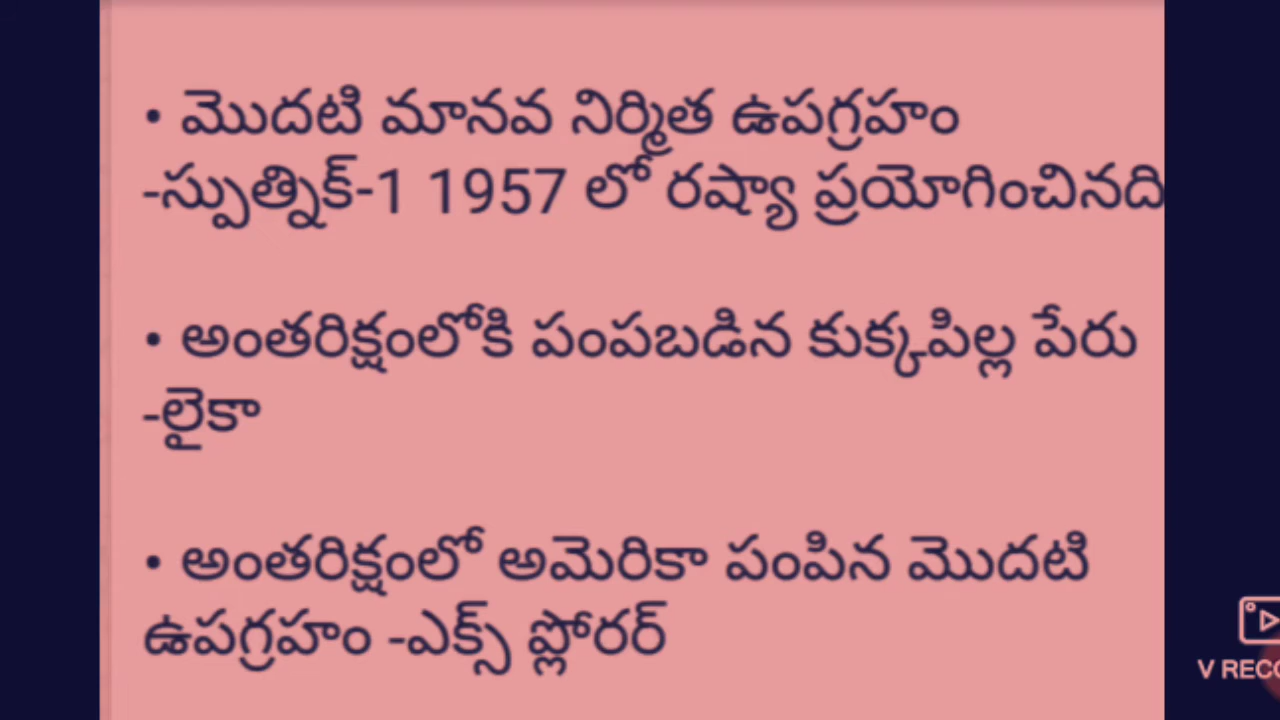 • మొదటి మానవ నిర్మిత ఉపగ్రహం
-స్పుత్నిక్-1 1957 లో రష్యా ప్రయోగించినది
• అంతరిక్షంలోకి పంపబడిన కుక్కపిల్ల పేరు
-లైకా
• అంతరిక్షంలో అమెరికా పంపిన మొదటి
ఉపగ్రహం -ఎక్స్ ప్లోరర్
V RECO